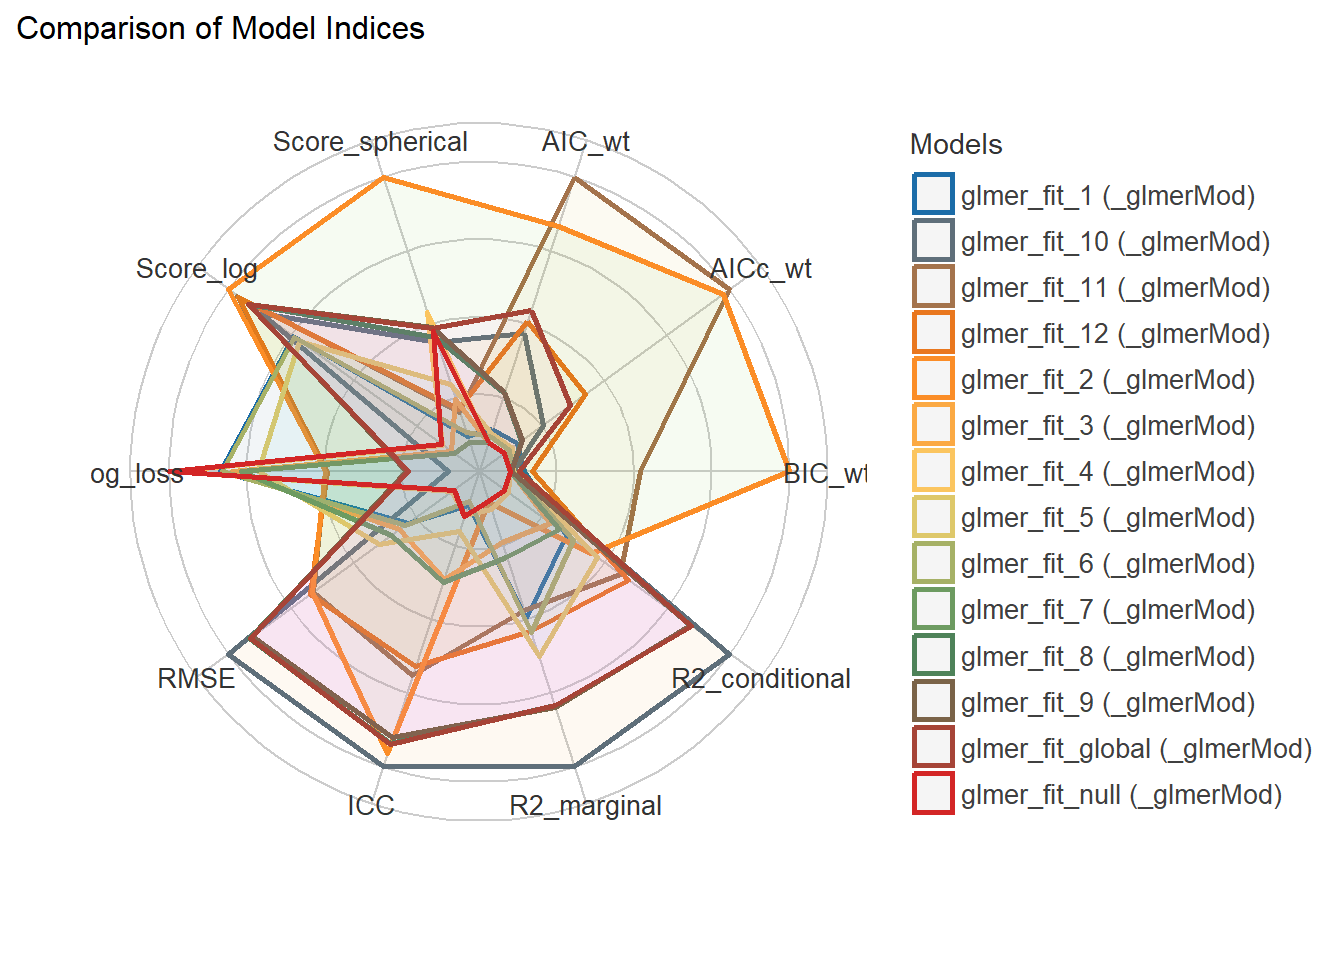 Comparison of Model Indices
Score_spherical
AIC_wt
Models
glmer_fit_1 (_glmerMod)
glmer_fit_10 (_glmerMod)
glmer_fit_11 (_glmerMod)
glmer_fit_12 (_glmerMod)
glmer_fit_2 (_glmerMod)
glmer_fit_3 (_glmerMod)
glmer_fit_4 (_glmerMod)
glmer_fit_5 (_glmerMod)
glmer_fit_6 (_glmerMod)
glmer_fit_7 (_glmerMod)
glmer_fit_8 (_glmerMod)
glmer_fit_9 (_glmerMod)
glmer_fit_global (_glmerMod)
glmer_fit_null (_glmerMod)
Score_log
AICc_wt
og_loss
BIC_wt
RMSE
R2_conditional
ICC
R2_marginal